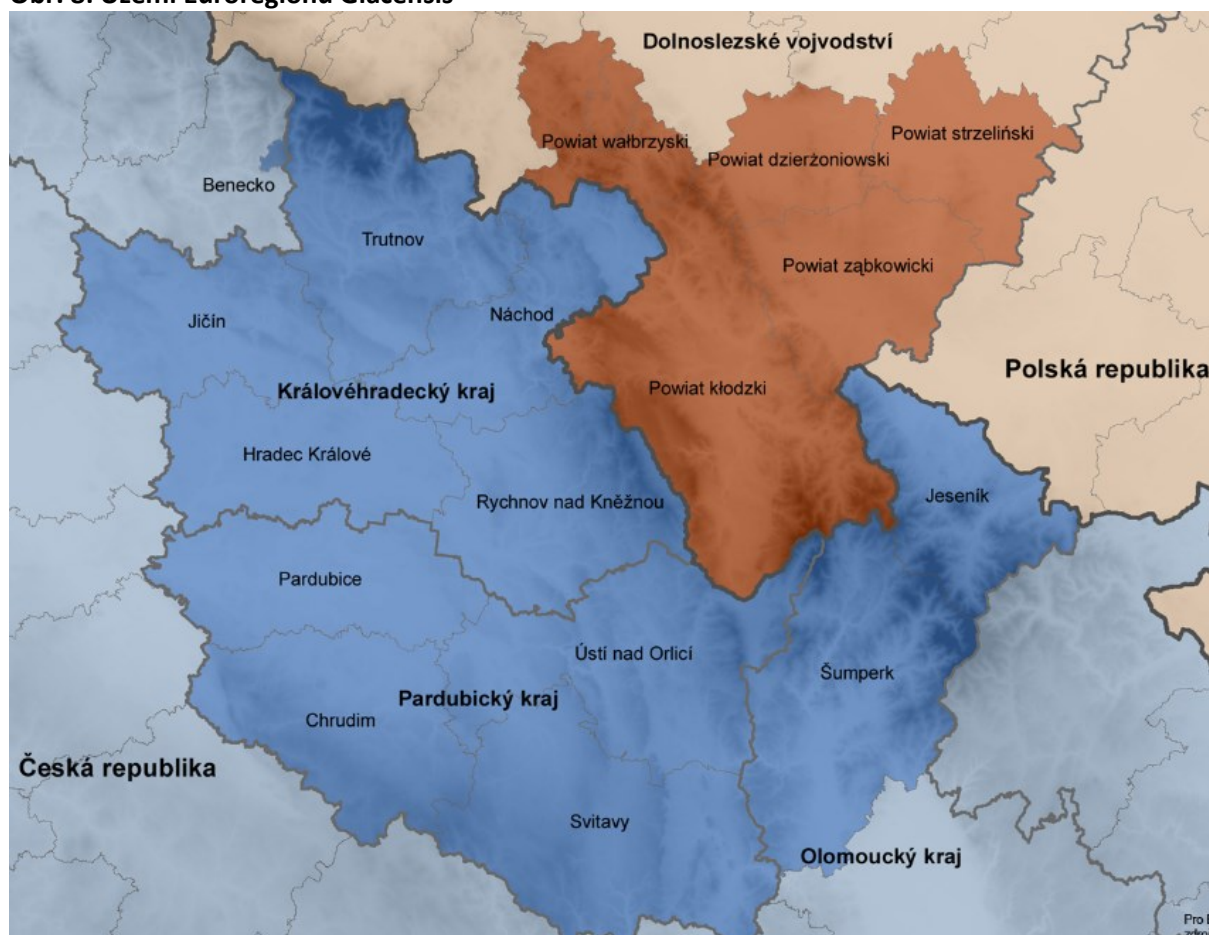 Dolnoslezské vojvodství
Powiat wałbrzyski
Powiat strzeliński
Powiat dzierżoniowski
Benecko
Trutnov
Powiat ząbkowicki
Jičín
Náchod
Polská republika
Powiat kłodzki
Královéhradecký kraj
Hradec Králové
Rychnov nad Kněžnou
Jeseník
Pardubice
Ústí nad Orlicí
Šumperk
Pardubický kraj
Chrudim
Česká republika
Svitavy
Olomoucký kraj